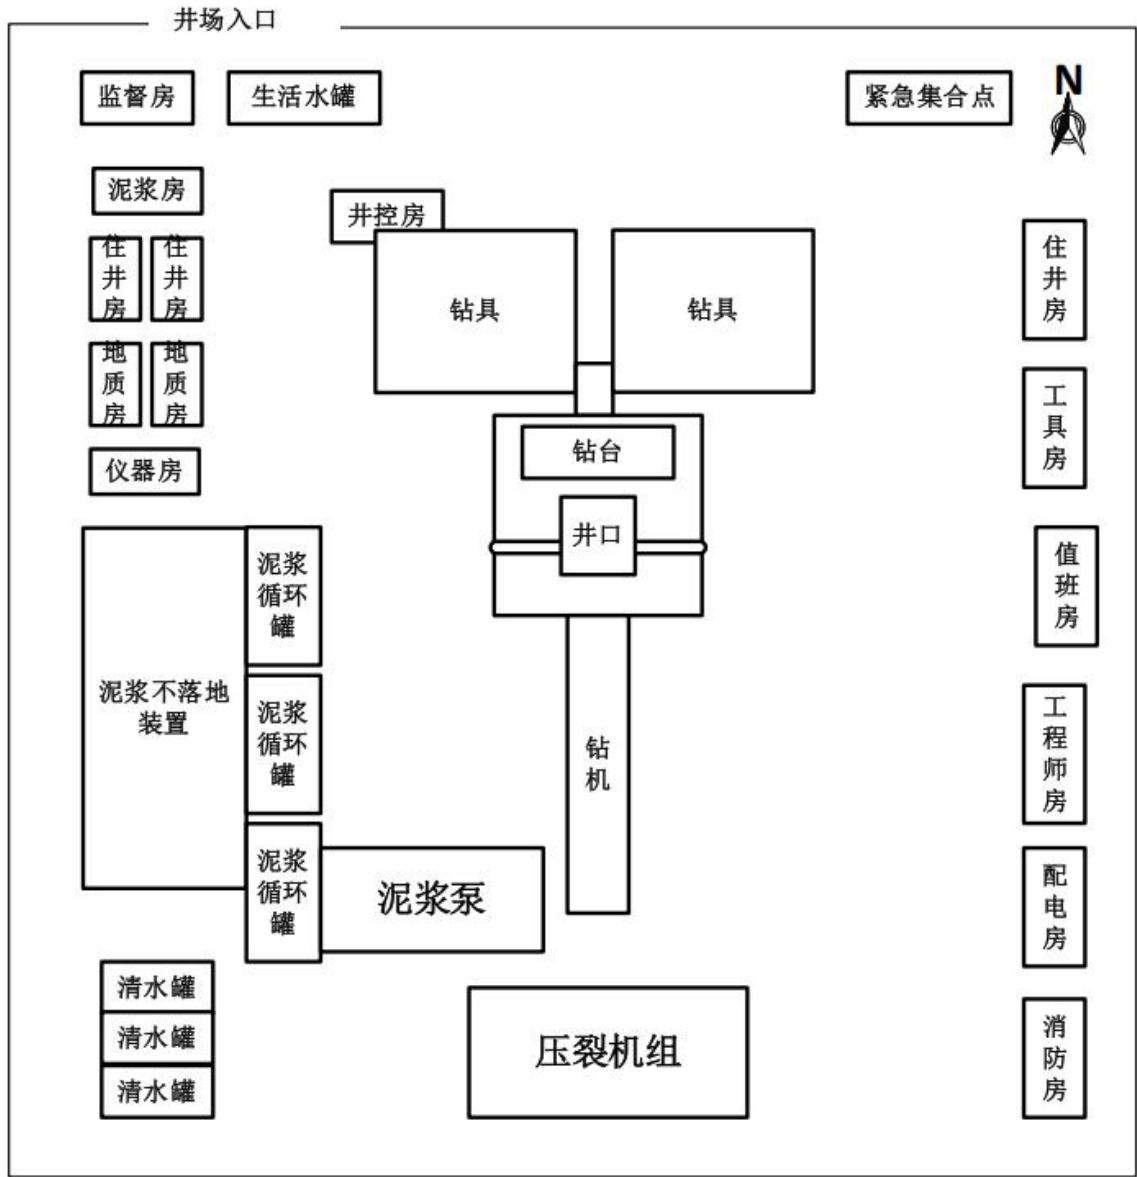 井场入口
监督房
生活水罐
紧急集合点
N
泥浆房
井控房
住井房
住井房
钻具
钻具
住井房
地质房
地质房
工具房
仪器房
钻台
井口
值班房
泥浆
循环
罐
泥浆不落地
装置
泥浆
循环
罐
钻机
工程师房
泥浆
循环
罐
泥浆泵
配电房
清水罐
清水罐
清水罐
压裂机组
消防房